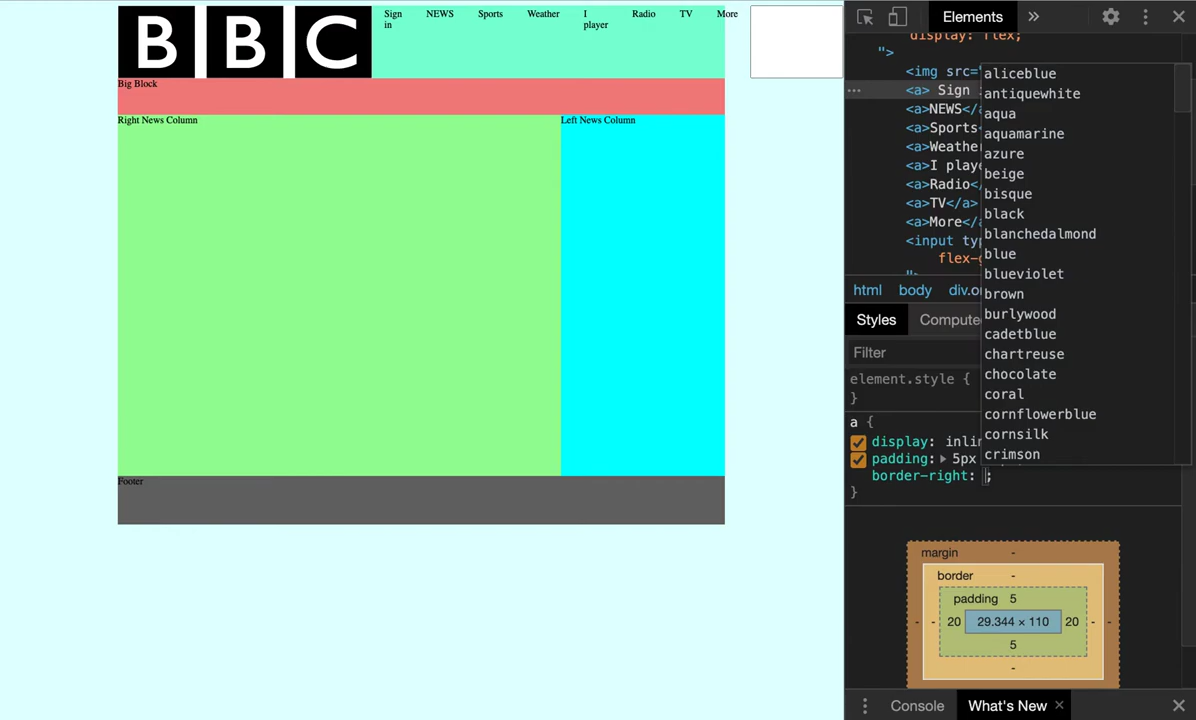 BBC
Sign in
NEWS
Sports
Weather
I player
Radio
TV
More
Big Block
Right News Column
Left News Column
Footer
Elements
display: flex;
">
<img src="
<a> Sign
<a>NEWS</a
<a>Sports<
<a>Weather
<a>I playe
<a>Radio</
<a>TV</a>
<a>More</a
<input typ
flex-g
">
aliceblue
antiquewhite
aqua
aquamarine
azure
beige
bisque
black
blanchedalmond
blue
blueviolet
brown
burlywood
cadetblue
chartreuse
chocolate
coral
cornflowerblue
cornsilk
crimson
html body div.o
Styles Compute
Filter
element.style {
}
a {
display: inlin
padding: 5px
border-right: ;
}
margin -
border -
padding 5
- - 20 29.344 × 110 20 - -
5
-
Console What's New